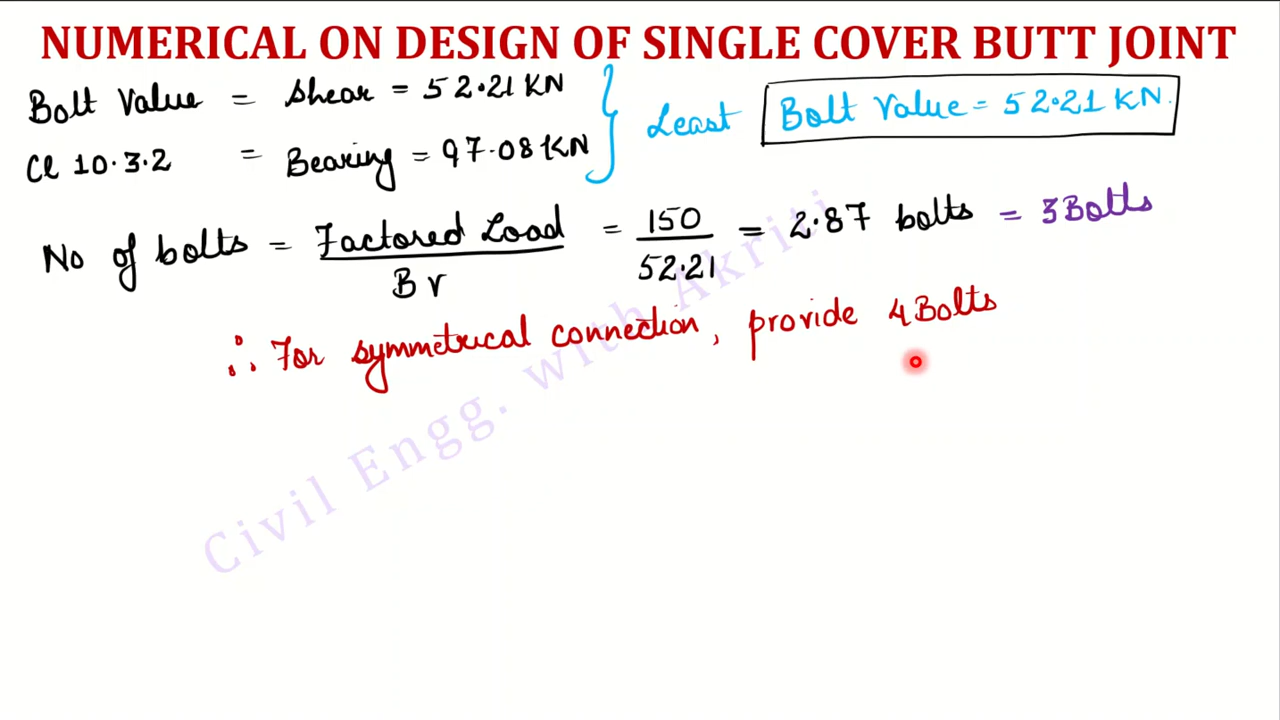 NUMERICAL ON DESIGN OF SINGLE COVER BUTT JOINT
Bolt Value = Shear = 52.21 KN
Cl 10.3.2 = Bearing = 97.08 KN
} Least Bolt Value = 52.21 KN.
No of bolts = Factored Load / BV = 150 / 52.21 = 2.87 bolts = 3 Bolts
∴ For symmetrical connection, provide 4 Bolts
Civil Engg. with Akriti